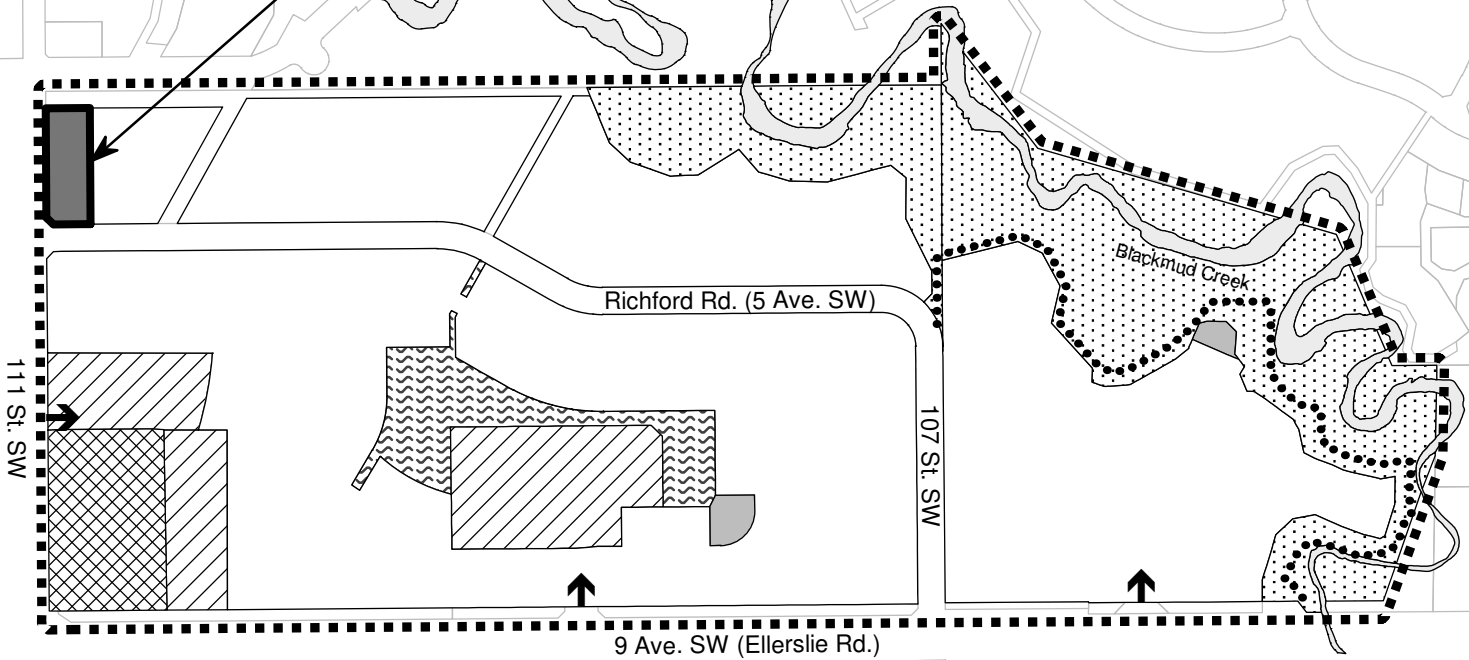 Blackmud Creek
Richford Rd. (5 Ave. SW)
111 St. SW
107 St. SW
9 Ave. SW (Ellerslie Rd.)